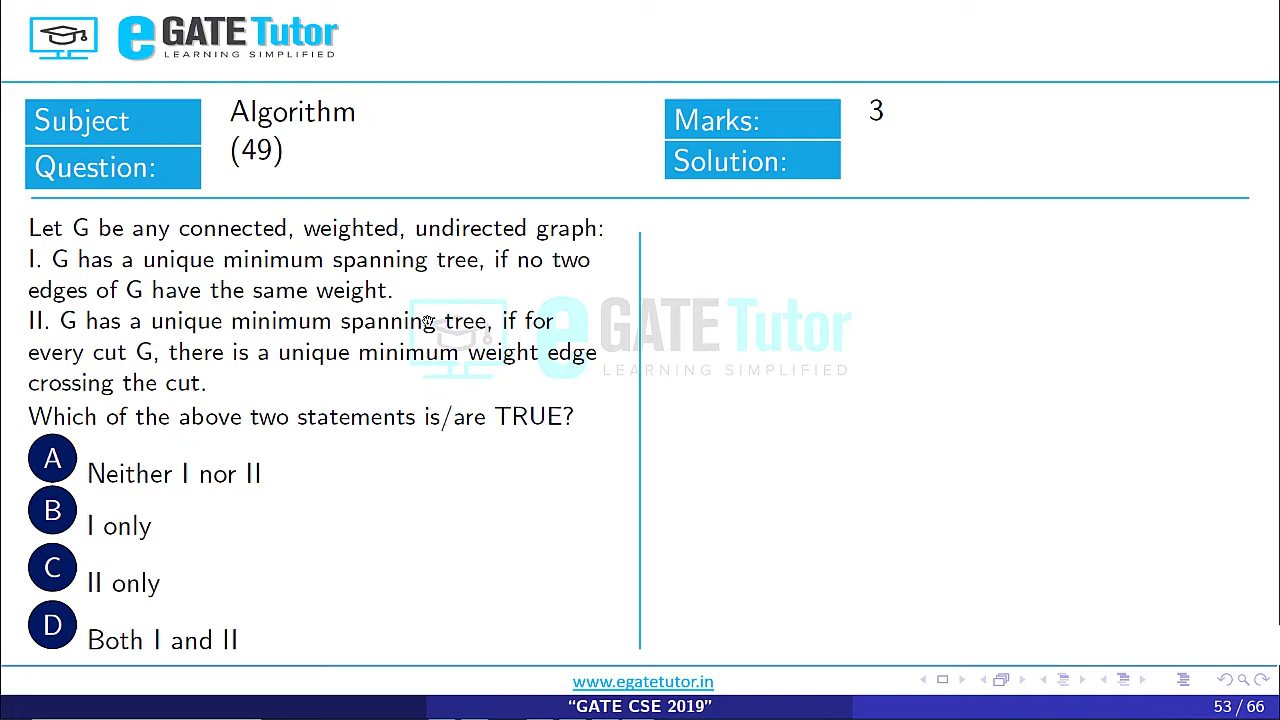 e GATE Tutor
LEARNING SIMPLIFIED
Subject
Algorithm
Marks:
3
Question:
(49)
Solution:
Let G be any connected, weighted, undirected graph:
I. G has a unique minimum spanning tree, if no two
edges of G have the same weight.
II. G has a unique minimum spanning tree, if for
every cut G, there is a unique minimum weight edge
crossing the cut.
Which of the above two statements is/are TRUE?
e GATE Tutor
LEARNING SIMPLIFIED
A Neither I nor II
B I only
C II only
D Both I and II
www.egatetutor.in
“GATE CSE 2019”
53 / 66